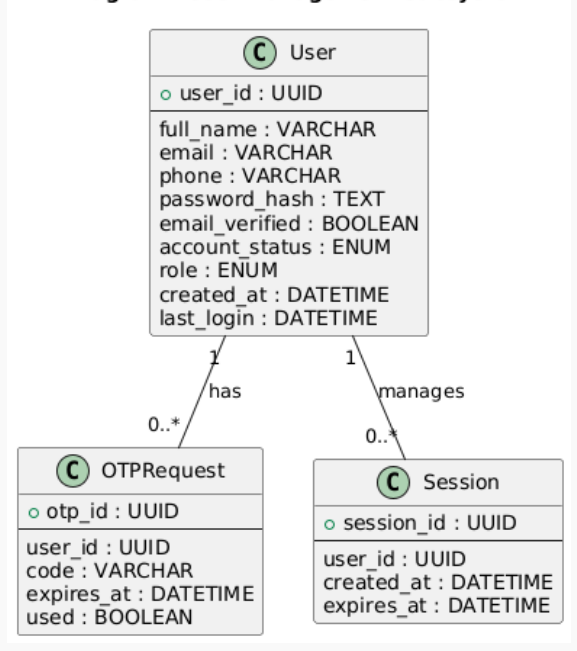 C User
user_id : UUID
full_name : VARCHAR
email : VARCHAR
phone : VARCHAR
password_hash : TEXT
email_verified : BOOLEAN
account_status : ENUM
role : ENUM
created_at : DATETIME
last_login : DATETIME
1
1
has
manages
0..*
0..*
C OTPRequest
otp_id : UUID
user_id : UUID
code : VARCHAR
expires_at : DATETIME
used : BOOLEAN
C Session
session_id : UUID
user_id : UUID
created_at : DATETIME
expires_at : DATETIME